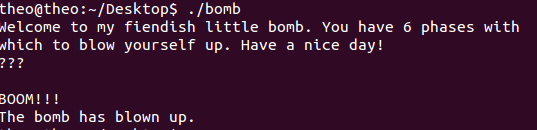 theo@theo:~/Desktop$ ./bomb
Welcome to my fiendish little bomb. You have 6 phases with
which to blow yourself up. Have a nice day!
???
BOOM!!!
The bomb has blown up.